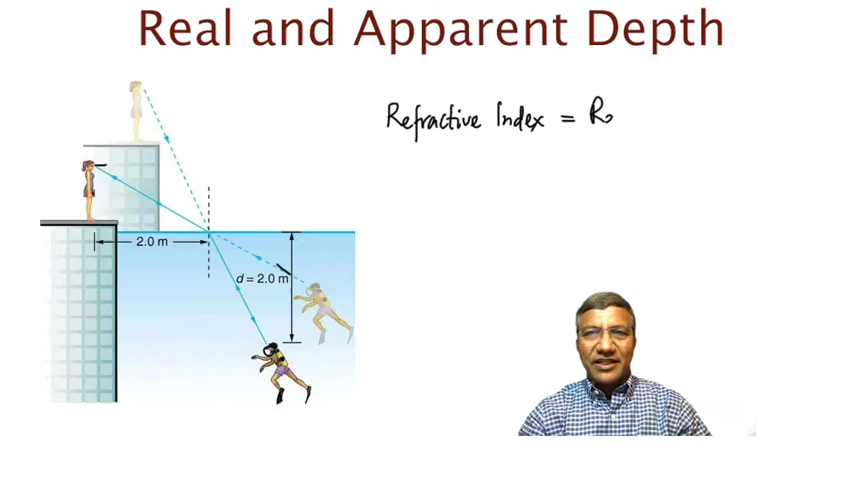 Real and Apparent Depth
Refractive Index = R
2.0 m
d = 2.0 m